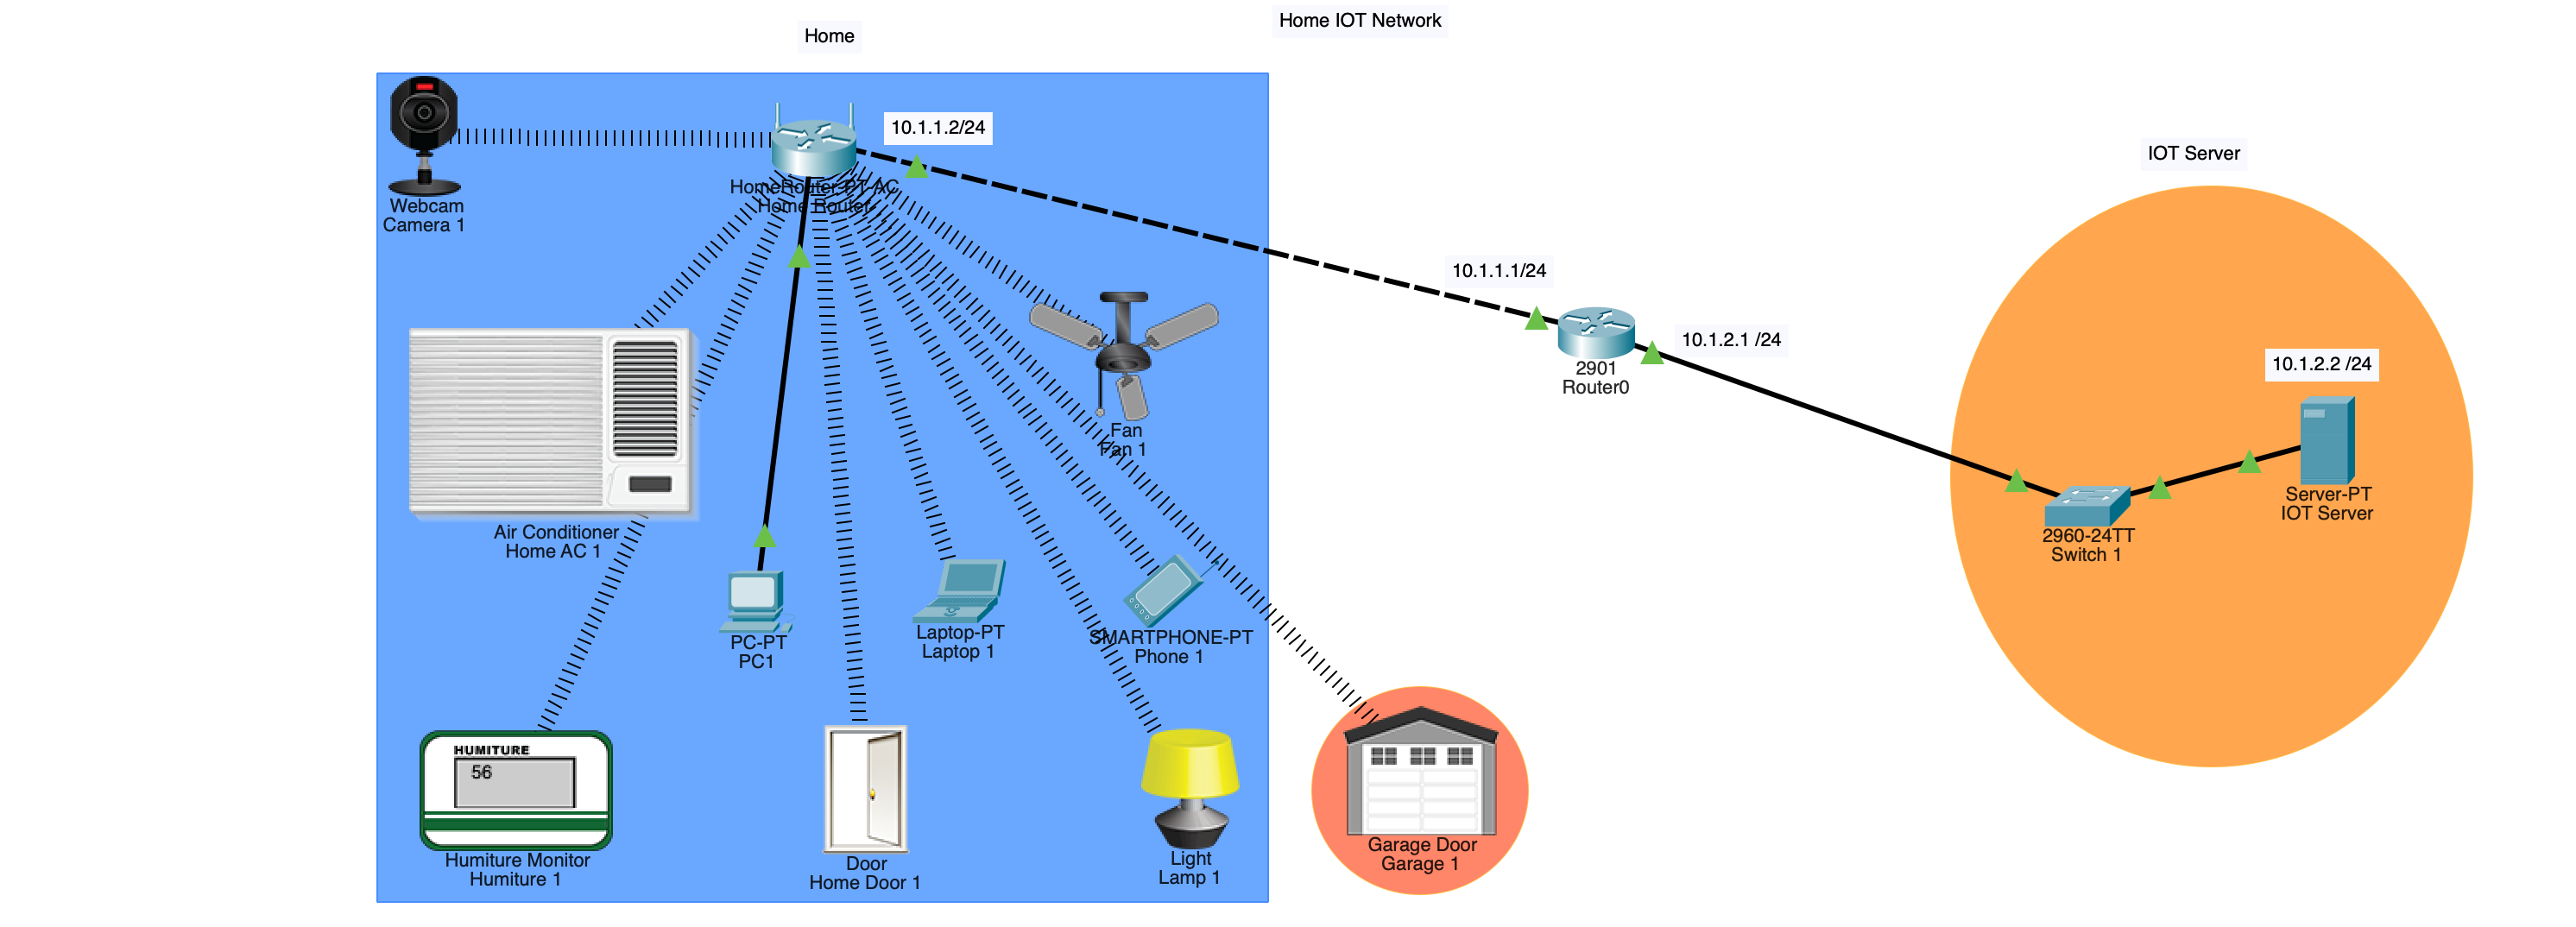 Home IOT Network
Home
10.1.1.2/24
IOT Server
HomeRouter-PT-AC
Home Router
Webcam
Camera 1
10.1.1.1/24
10.1.2.1 /24
2901
Router0
10.1.2.2 /24
Fan
Fan 1
Server-PT
IOT Server
Air Conditioner
Home AC 1
2960-24TT
Switch 1
PC-PT
PC1
Laptop-PT
Laptop 1
SMARTPHONE-PT
Phone 1
HUMITURE
56
Humiture Monitor
Humiture 1
Door
Home Door 1
Light
Lamp 1
Garage Door
Garage 1